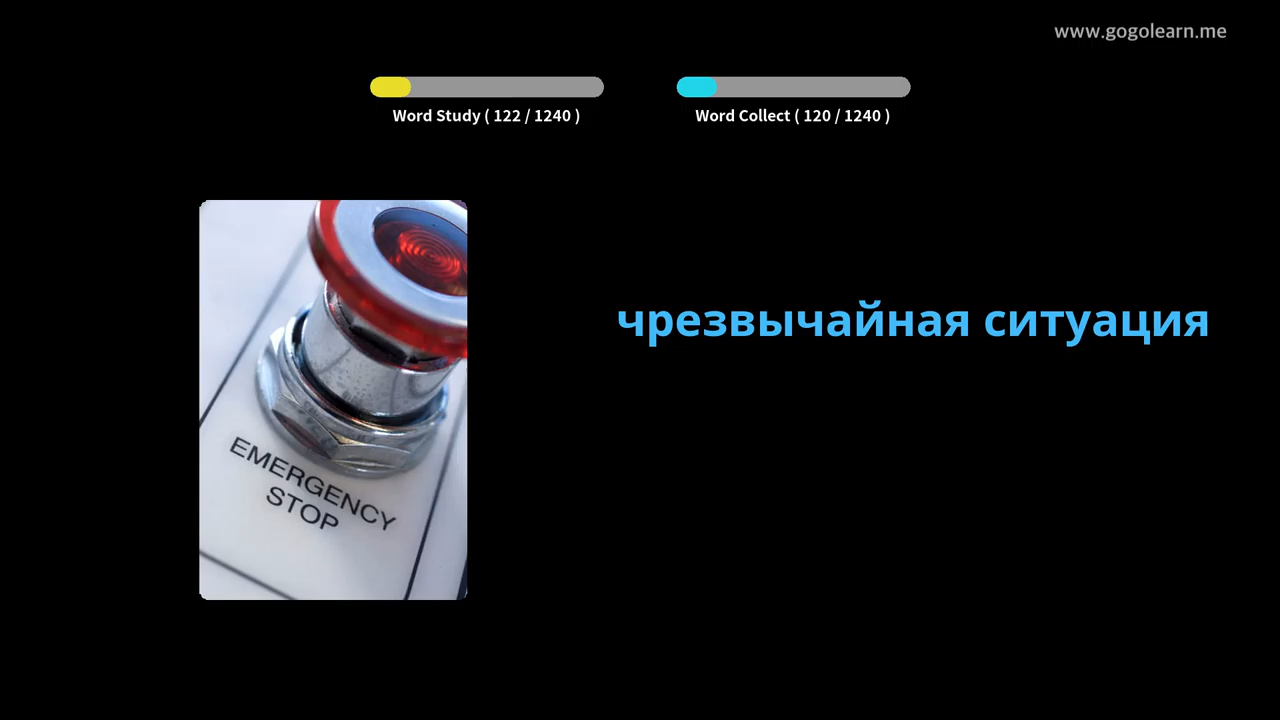 www.gogolearn.me
Word Study ( 122 / 1240 )
Word Collect ( 120 / 1240 )
чрезвычайная ситуация
EMERGENCY
STOP